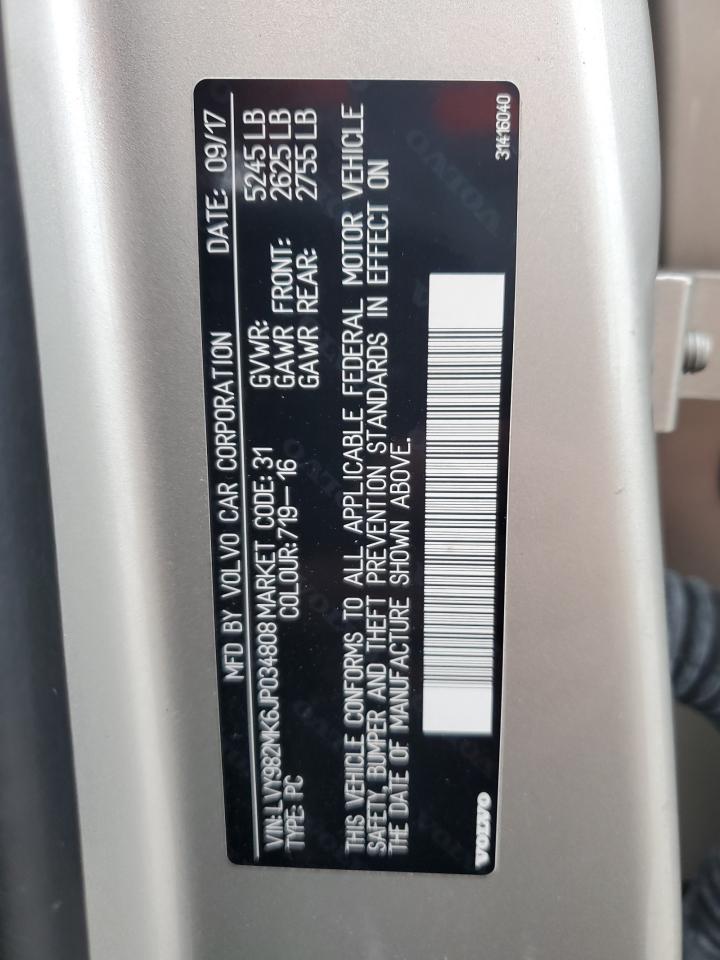 MFD BY VOLVO CAR CORPORATION DATE: 09/17
VIN: LVY982MK6JP034808 MARKET CODE: 31 GVWR: 5245 LB
TYPE: PC COLOUR: 719-16 GAWR FRONT: 2625 LB
GAWR REAR: 2755 LB
THIS VEHICLE CONFORMS TO ALL APPLICABLE FEDERAL MOTOR VEHICLE
SAFETY, BUMPER AND THEFT PREVENTION STANDARDS IN EFFECT ON
THE DATE OF MANUFACTURE SHOWN ABOVE.
VOLVO 31416040